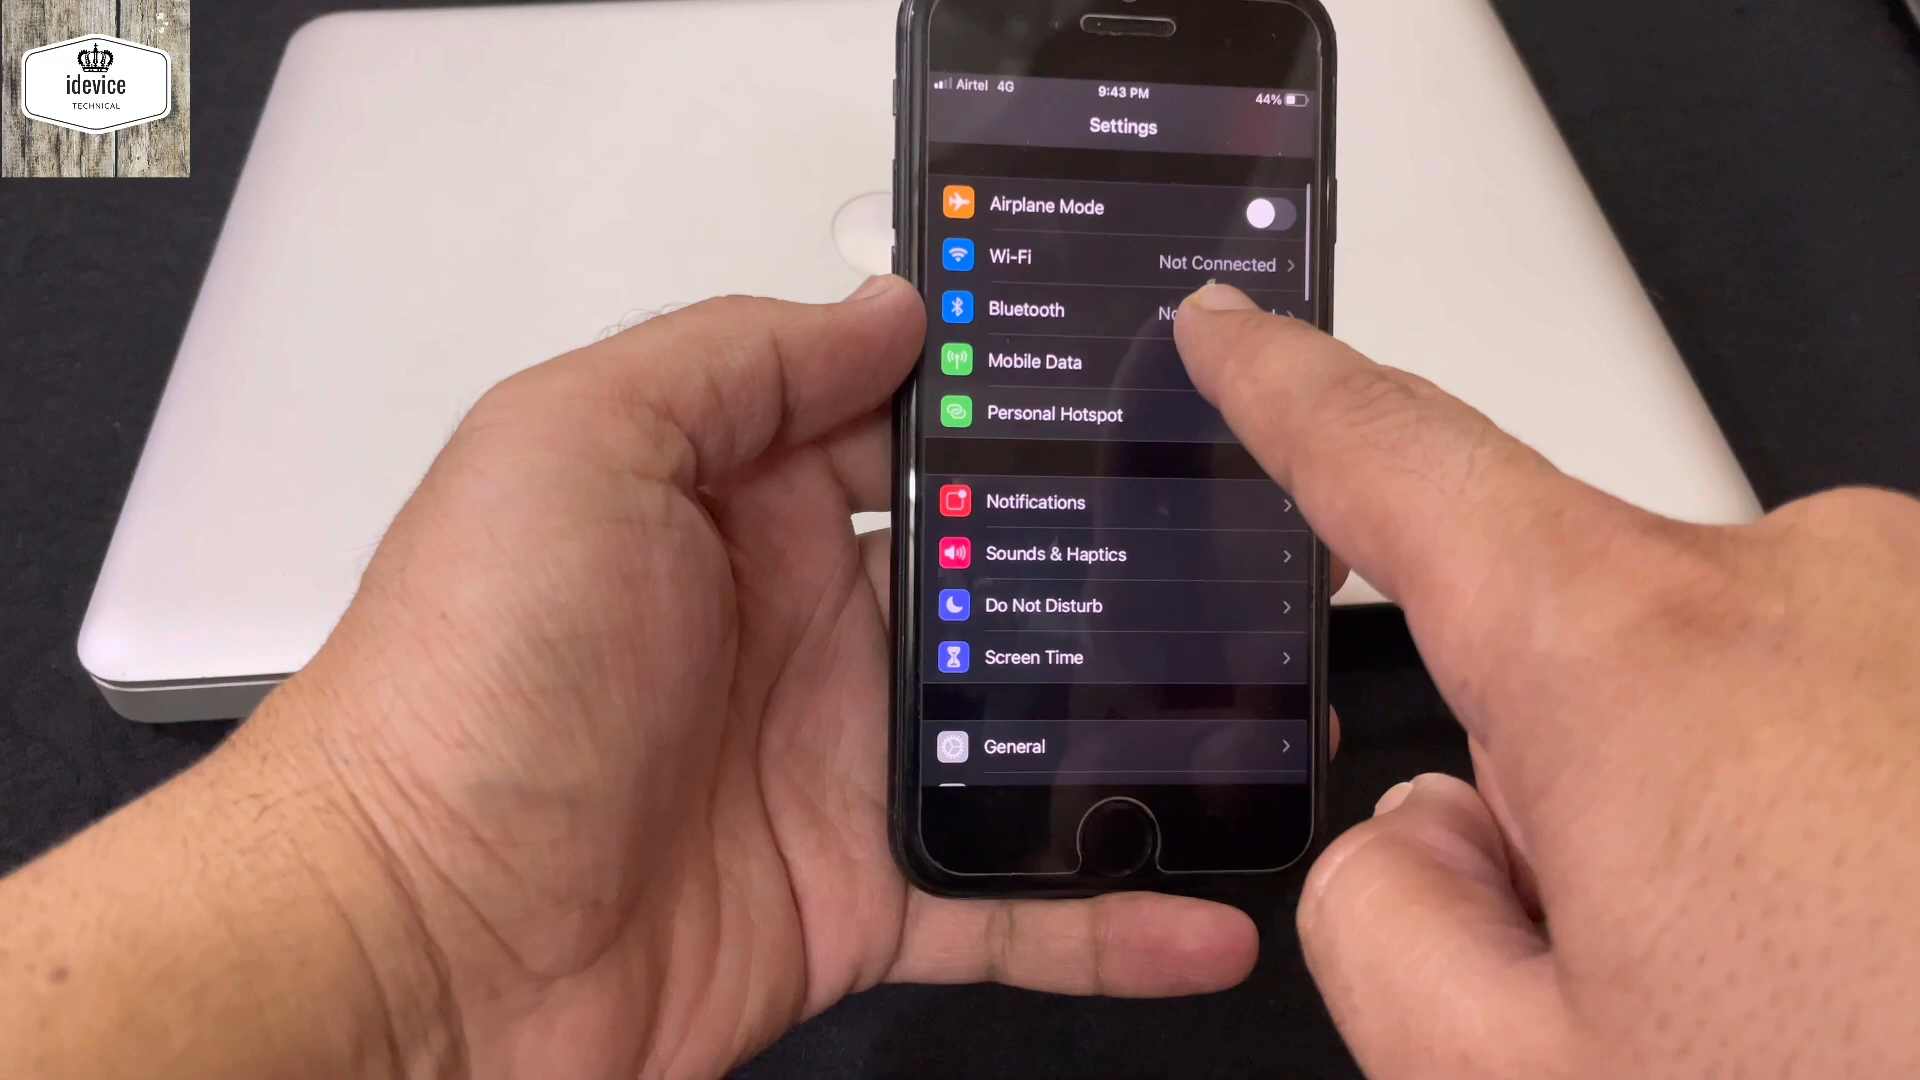 idevice
TECHNICAL
Airtel 4G
9:43 PM
44%
Settings
Airplane Mode
Wi-Fi
Not Connected
Bluetooth
Mobile Data
Personal Hotspot
Notifications
Sounds & Haptics
Do Not Disturb
Screen Time
General